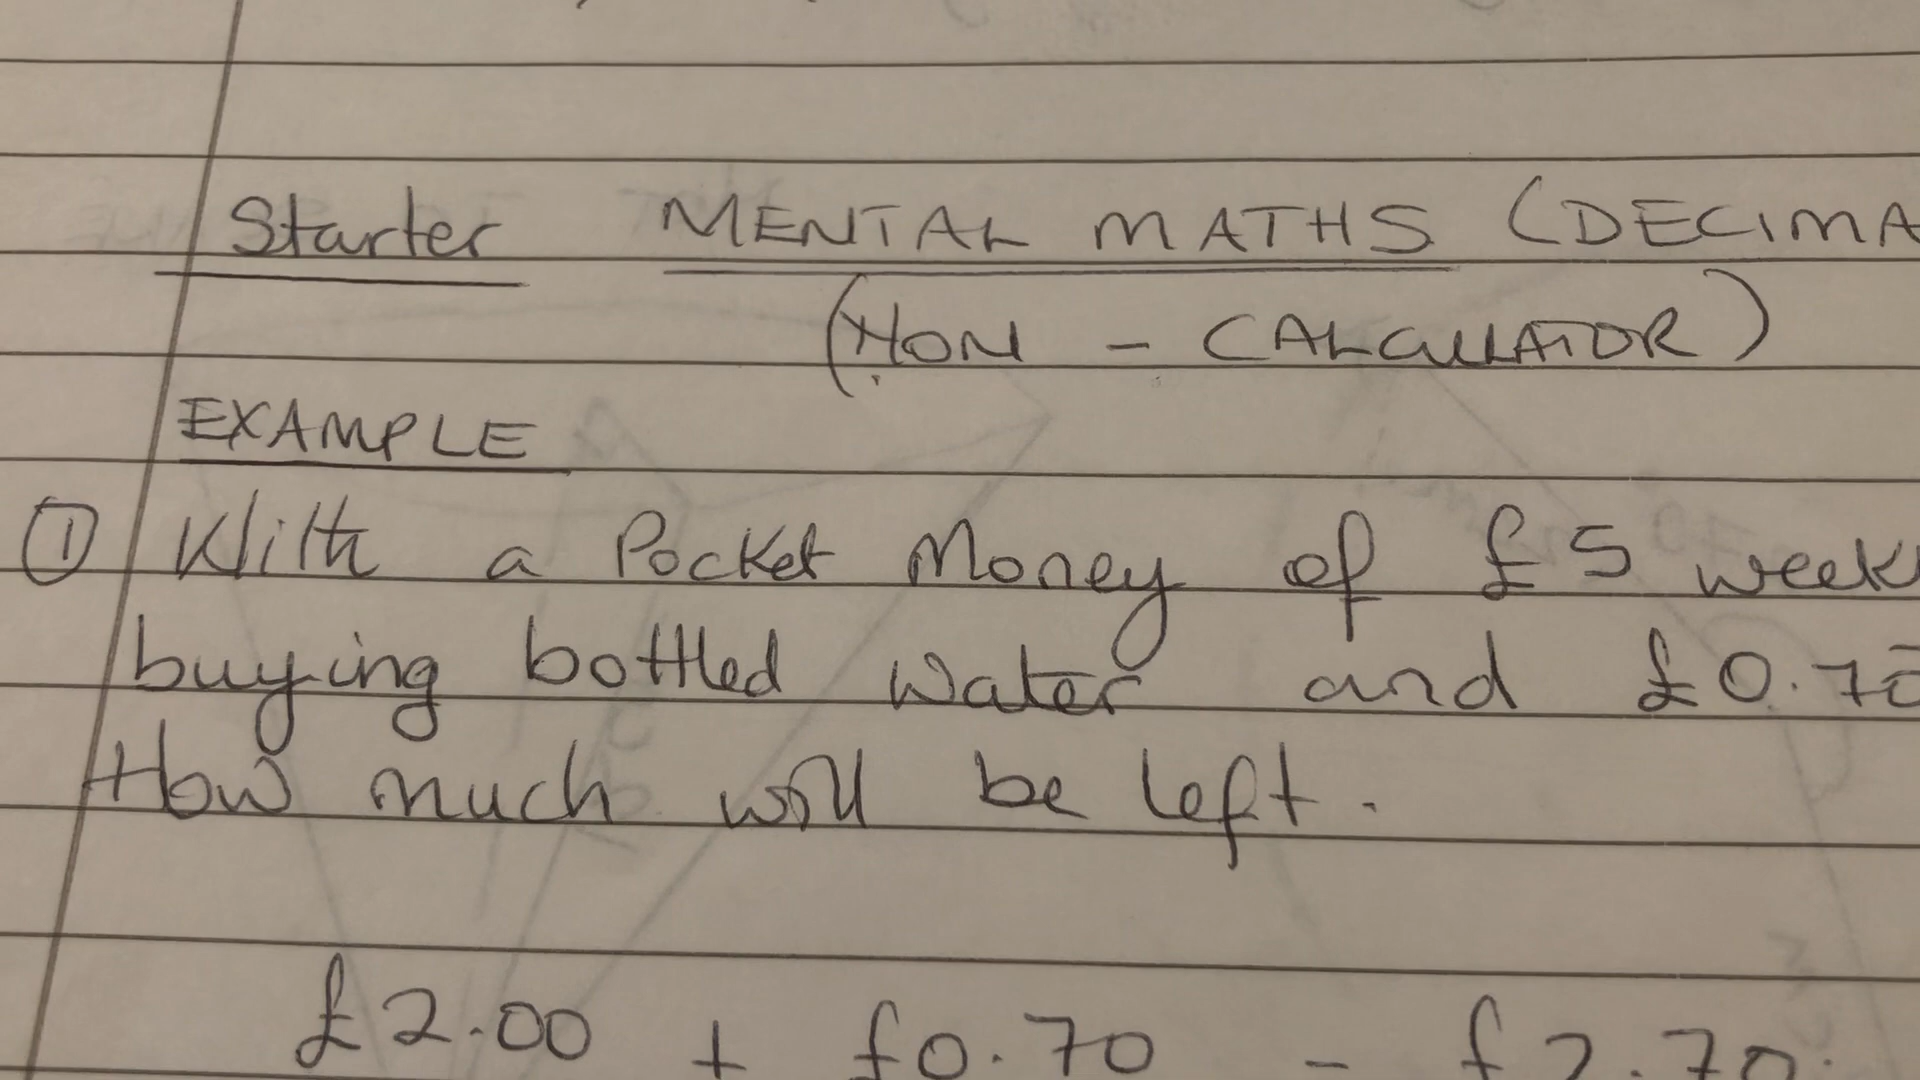 Starter MENTAL MATHS (DECIMA
(NON - CALCULATOR)
EXAMPLE
① With a Pocket Money of £5 week
buying bottled water and £0.70
How much will be left.
£2.00 + £0.70 - £2.70